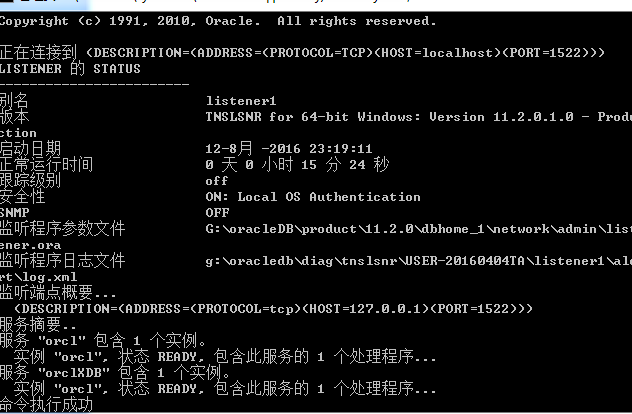 Copyright (c) 1991, 2010, Oracle.  All rights reserved.
正在连接到 (DESCRIPTION=(ADDRESS=(PROTOCOL=TCP)(HOST=localhost)(PORT=1522)))
LISTENER 的 STATUS
------------------------
别名                      listener1
版本                      TNSLSNR for 64-bit Windows: Version 11.2.0.1.0 - Produ
ction
启动日期                  12-8月 -2016 23:19:11
正常运行时间              0 天 0 小时 15 分 24 秒
跟踪级别                  off
安全性                    ON: Local OS Authentication
SNMP                      OFF
监听程序参数文件          G:\oracleDB\product\11.2.0\dbhome_1\network\admin\list
ener.ora
监听程序日志文件          g:\oracledb\diag\tnslsnr\USER-20160404TA\listener1\ale
rt\log.xml
监听端点概要...
  (DESCRIPTION=(ADDRESS=(PROTOCOL=tcp)(HOST=127.0.0.1)(PORT=1522)))
服务摘要..
服务 "orcl" 包含 1 个实例。
  实例 "orcl", 状态 READY, 包含此服务的 1 个处理程序...
服务 "orclXDB" 包含 1 个实例。
  实例 "orcl", 状态 READY, 包含此服务的 1 个处理程序...
命令执行成功